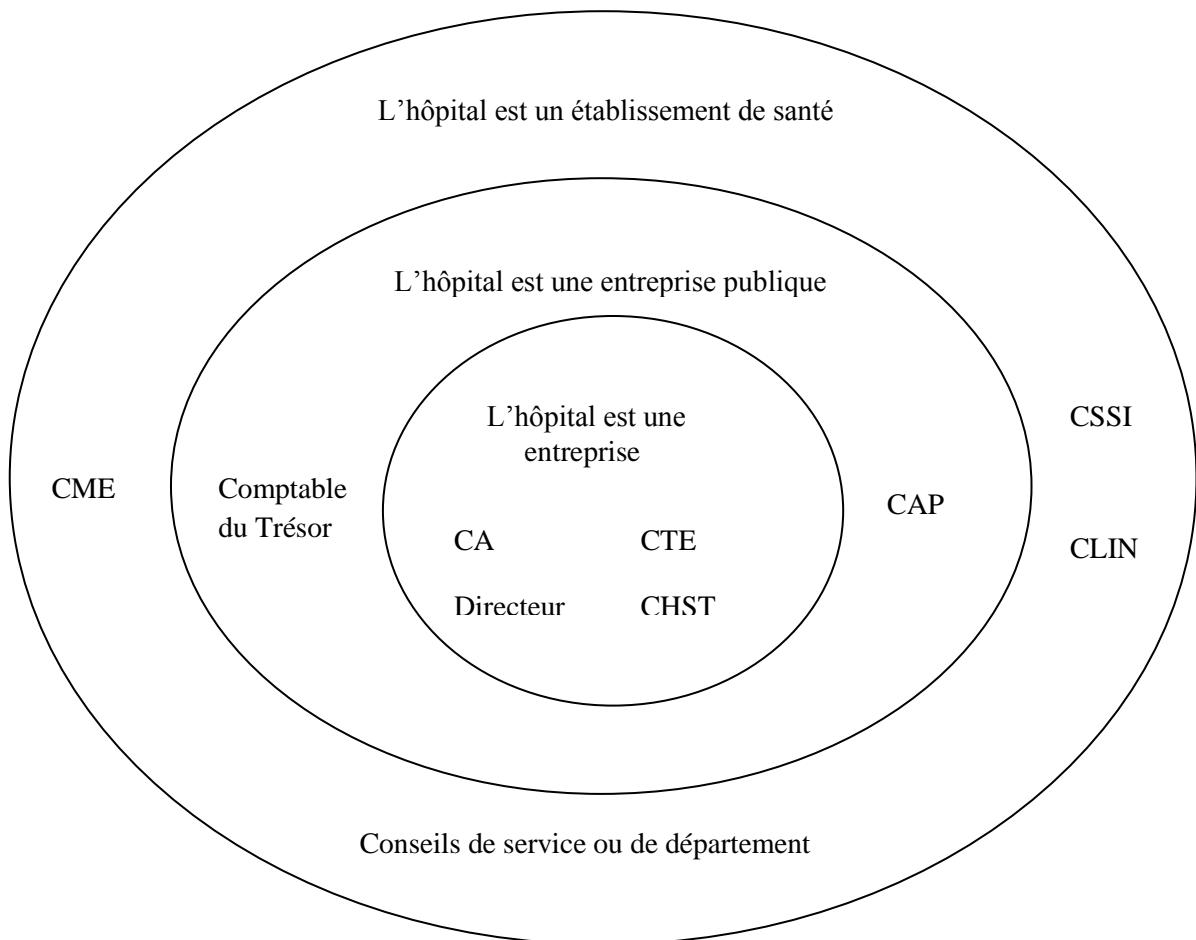 L’hôpital est un établissement de santé
L’hôpital est une entreprise publique
L’hôpital est une
entreprise
CME
Comptable
du Trésor
CA
CTE
Directeur
CHST
CAP
CSSI
CLIN
Conseils de service ou de département